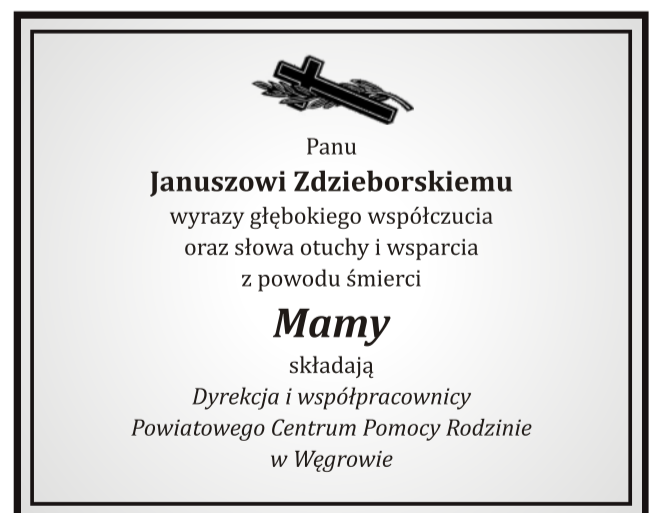 Panu
Januszowi Zdzieborskiemu
wyrazy głębokiego współczucia
oraz słowa otuchy i wsparcia
z powodu śmierci
Mamy
składają
Dyrekcja i współpracownicy
Powiatowego Centrum Pomocy Rodzinie
w Węgrowie